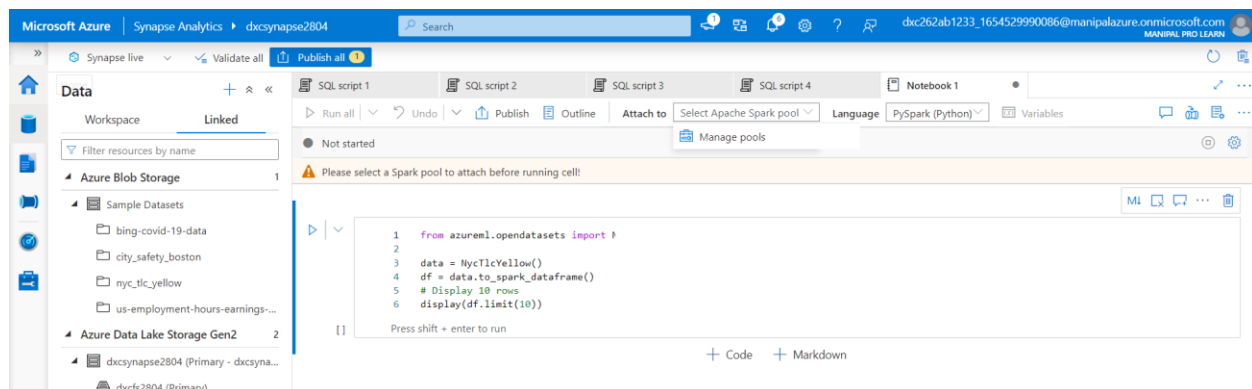 Microsoft Azure Synapse Analytics dxcsynapse2804 Search 1 6 ? dxc262ab1233_1654529990086@manipalazure.onmicrosoft.com
MANIPAL PRO LEARN
» Synapse live Validate all Publish all 1
Data + «
SQL script 1 SQL script 2 SQL script 3 SQL script 4 Notebook 1
Workspace Linked
Run all Undo Publish Outline Attach to Select Apache Spark pool Language PySpark (Python) Variables
Manage pools
Filter resources by name
Not started
Azure Blob Storage 1
Please select a Spark pool to attach before running cell!
Sample Datasets
bing-covid-19-data
city_safety_boston
nyc_tlc_yellow
us-employment-hours-earnings-...
Azure Data Lake Storage Gen2 2
dxcsynapse2804 (Primary - dxcsyna...
dxcfs2804 (Primary)
M↓
1 from azureml.opendatasets import N
2
3 data = NycTlcYellow()
4 df = data.to_spark_dataframe()
5 # Display 10 rows
6 display(df.limit(10))
[ ] Press shift + enter to run
+ Code + Markdown